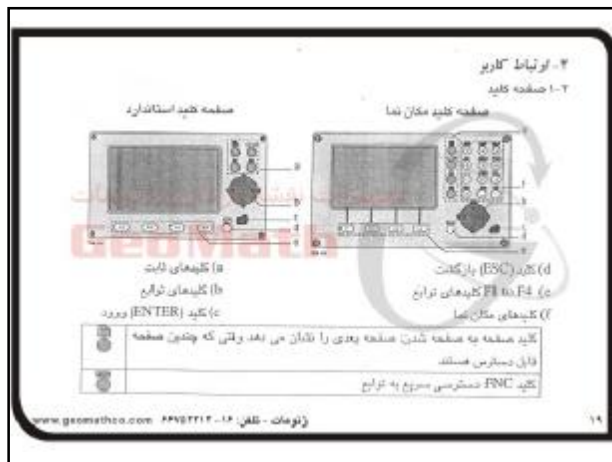 ۲- ارتباط کاربر
۱-۲ صفحه کلید
صفحه کلید مکان نما
صفحه کلید استاندارد
GeoMath
a) کلیدهای ثابت
b) کلیدهای توابع
c) کلید (ENTER) ورود
d) کلید (ESC) بازگشت
e) F1 to F4 کلیدهای توابع
f) کلیدهای مکان نما
کلید صفحه به صفحه شدن: صفحه بعدی را نشان می دهد وقتی که چندین صفحه
قابل دسترس هستند
کلید FNC: دسترسی سریع به توابع
www.geomathco.com ژئومات - تلفن: ۱۶-۶۶۷۵۲۲۱۳
۱۹